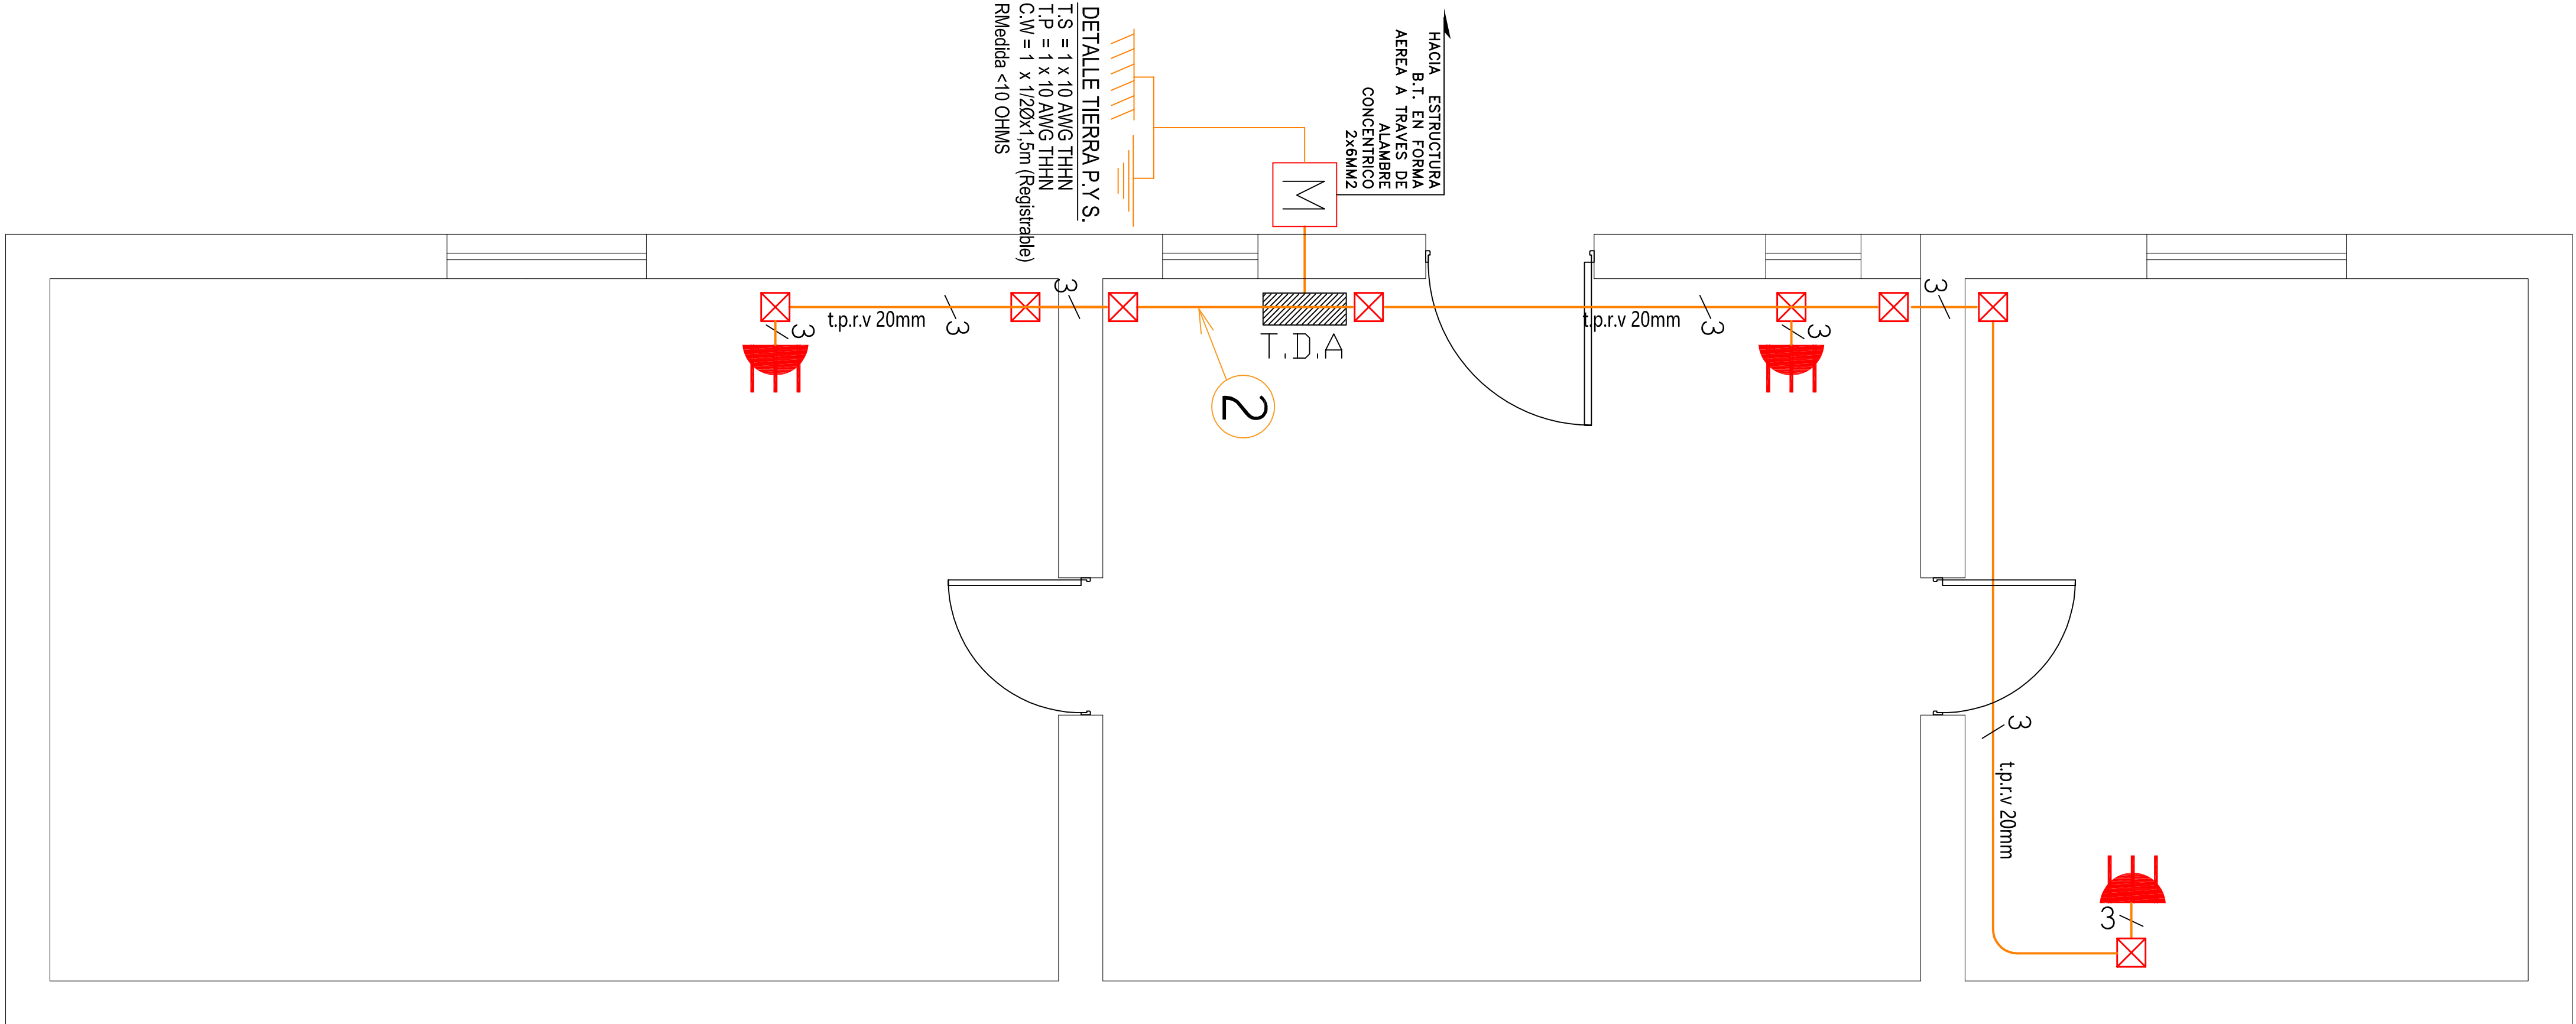 HACIA ESTRUCTURA
B.T. EN FORMA
AEREA A TRAVES DE
ALAMBRE
CONCENTRICO
2x6MM2
DETALLE TIERRA P.Y S.
T.S = 1 x 10 AWG THHN
T.P = 1 x 10 AWG THHN
C.W = 1 x 1/2Øx1,5m (Registrable)
RMedida <10 OHMS
M
3
3
t.p.r.v 20mm
3
3
t.p.r.v 20mm
3
3
T.D.A
2
3
t.p.r.v 20mm
3